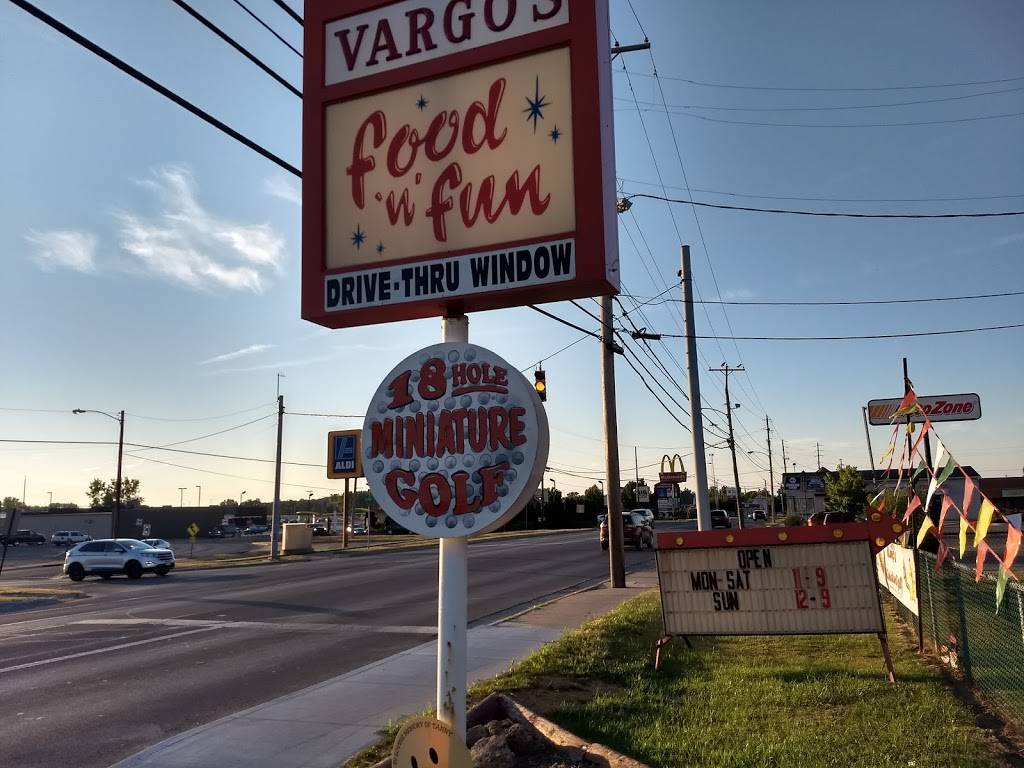 VARGO'S
food
'n' fun
DRIVE-THRU WINDOW
18 HOLE
MINIATURE
GOLF
ALDI
Zone
OPEN
MON-SAT 11-9
SUN 12-9